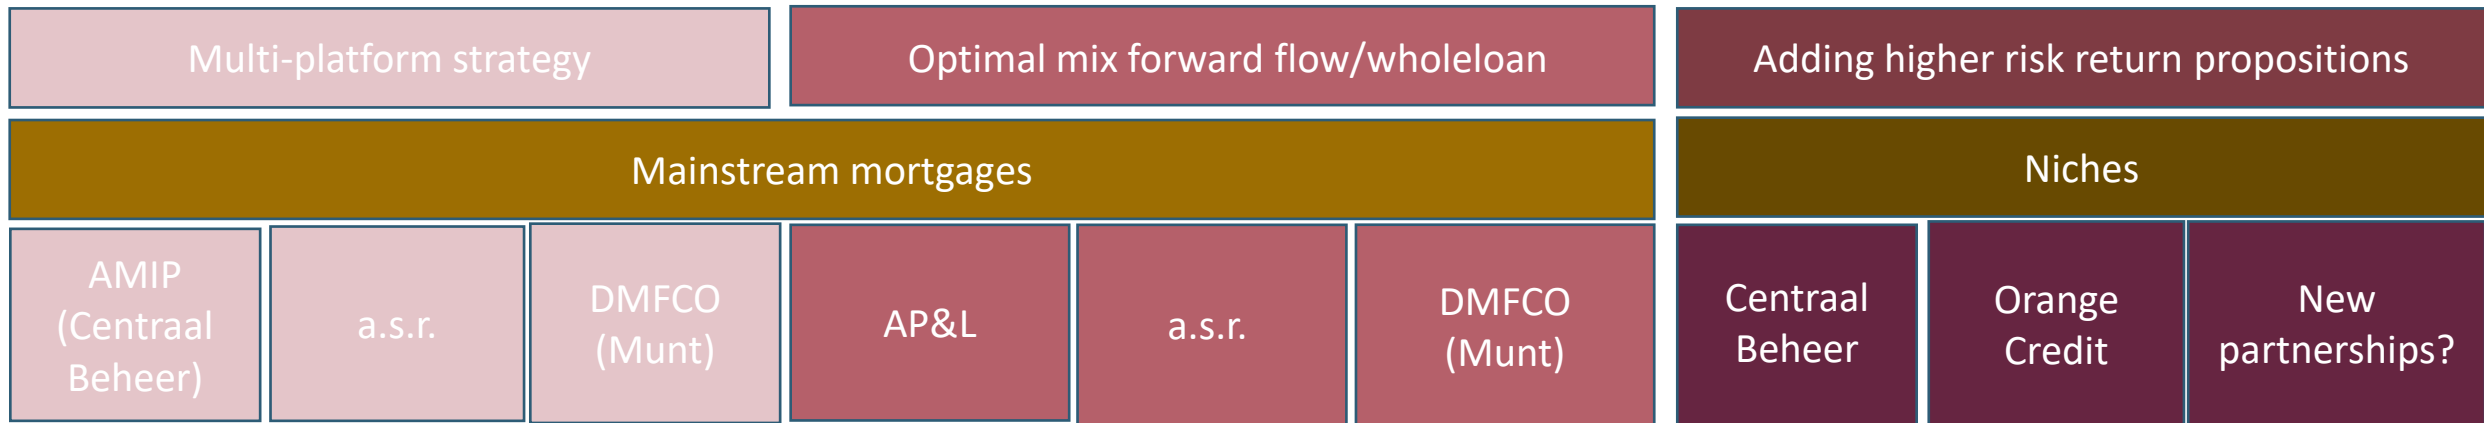 Multi-platform strategy
Optimal mix forward flow/wholeloan
Adding higher risk return propositions
Mainstream mortgages
Niches
AMIP
(Centraal
Beheer)
a.s.r.
DMFCO
(Munt)
AP&L
a.s.r.
DMFCO
(Munt)
Centraal
Beheer
Orange
Credit
New
partnerships?